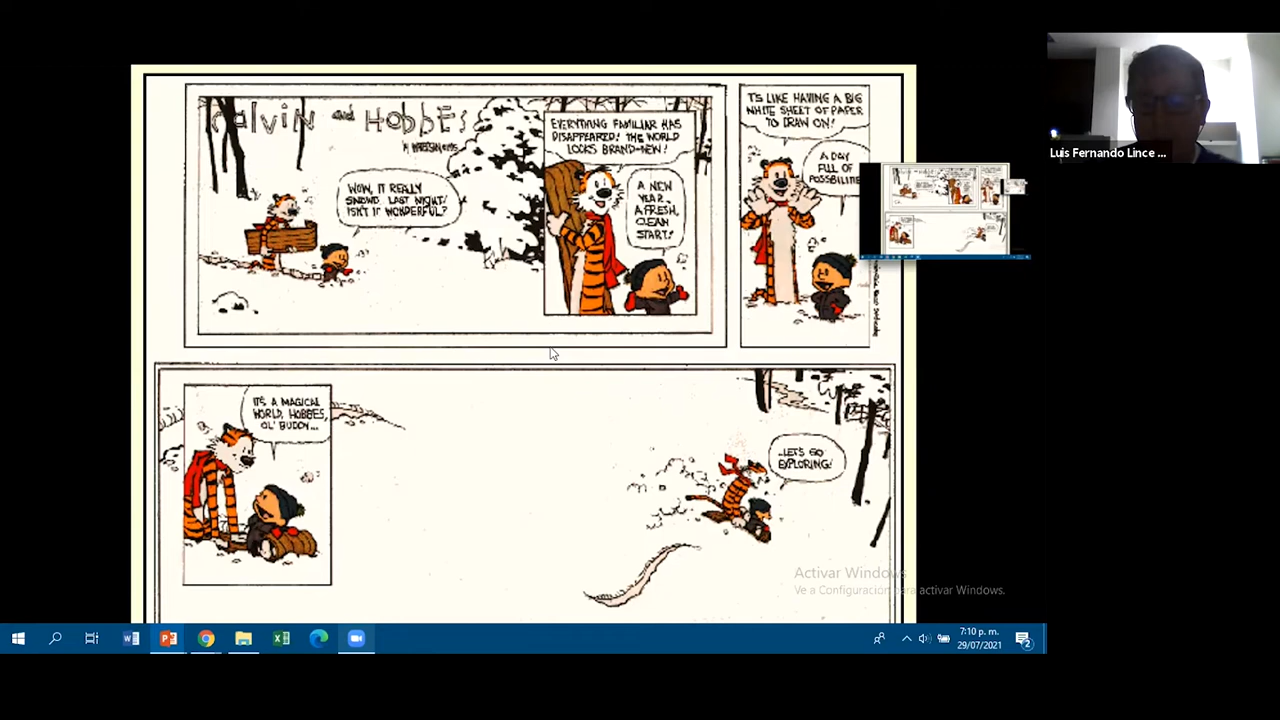 Calvin and Hobbes
WOW, IT REALLY
SNOWED LAST NIGHT!
ISN'T IT WONDERFUL?
EVERYTHING FAMILIAR HAS
DISAPPEARED! THE WORLD
LOOKS BRAND-NEW!
A NEW
YEAR...
A FRESH,
CLEAN
START!
IT'S LIKE HAVING A BIG
WHITE SHEET OF PAPER
TO DRAW ON!
A DAY
FULL OF
IT'S A MAGICAL
WORLD, HOBBES,
OL' BUDDY...
...LET'S GO
EXPLORING!
Luis Fernando Lince ...
Activar Windows
Ve a Configuración para activar Windows.
7:10 p. m.
29/07/2021
2